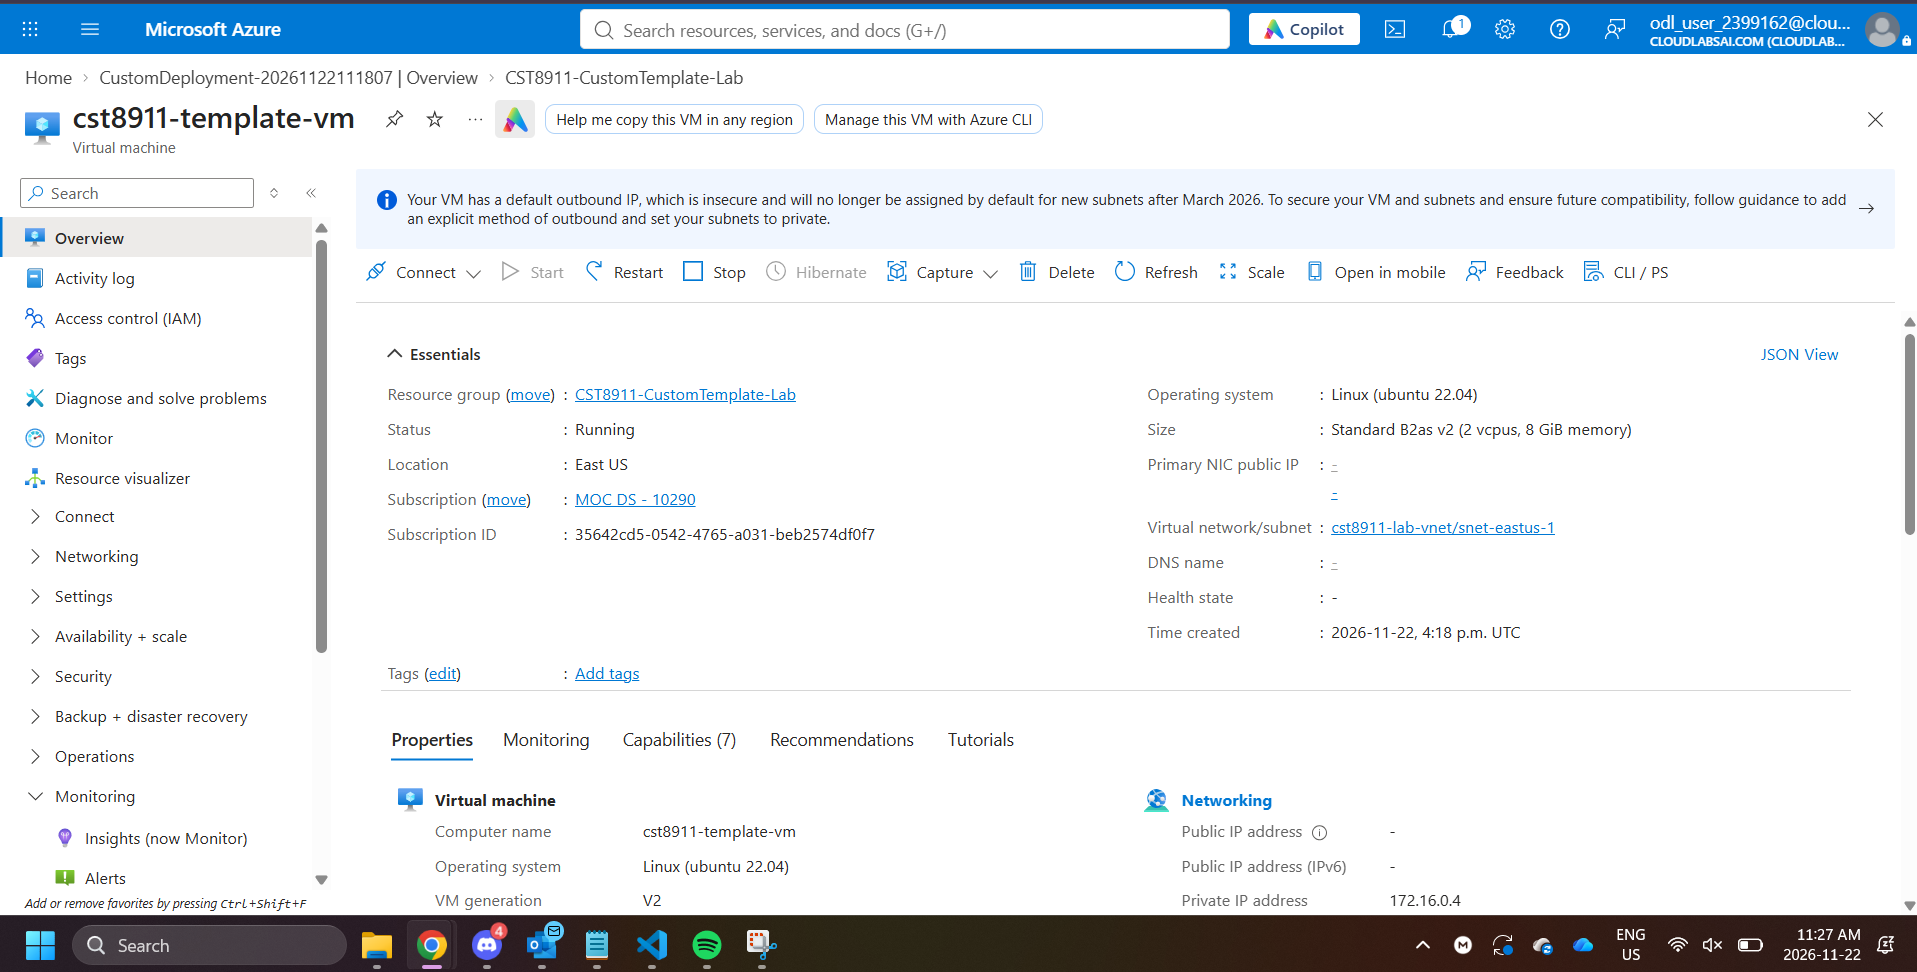 Microsoft Azure
Search resources, services, and docs (G+/)
Copilot
1
odl_user_2399162@clou...
CLOUDLABSAI.COM (CLOUDLAB...
Home > CustomDeployment-20261122111807 | Overview > CST8911-CustomTemplate-Lab
cst8911-template-vm
Virtual machine
Help me copy this VM in any region
Manage this VM with Azure CLI
Search
Overview
Activity log
Access control (IAM)
Tags
Diagnose and solve problems
Monitor
Resource visualizer
Connect
Networking
Settings
Availability + scale
Security
Backup + disaster recovery
Operations
Monitoring
Insights (now Monitor)
Alerts
Add or remove favorites by pressing Ctrl+Shift+F
Your VM has a default outbound IP, which is insecure and will no longer be assigned by default for new subnets after March 2026. To secure your VM and subnets and ensure future compatibility, follow guidance to add
an explicit method of outbound and set your subnets to private.
Connect Start Restart Stop Hibernate Capture Delete Refresh Scale Open in mobile Feedback CLI / PS
Essentials
JSON View
Resource group (move) : CST8911-CustomTemplate-Lab
Status : Running
Location : East US
Subscription (move) : MOC DS - 10290
Subscription ID : 35642cd5-0542-4765-a031-beb2574df0f7
Operating system : Linux (ubuntu 22.04)
Size : Standard B2as v2 (2 vcpus, 8 GiB memory)
Primary NIC public IP : -
-
Virtual network/subnet : cst8911-lab-vnet/snet-eastus-1
DNS name : -
Health state : -
Time created : 2026-11-22, 4:18 p.m. UTC
Tags (edit) : Add tags
Properties Monitoring Capabilities (7) Recommendations Tutorials
Virtual machine
Computer name cst8911-template-vm
Operating system Linux (ubuntu 22.04)
VM generation V2
Networking
Public IP address -
Public IP address (IPv6) -
Private IP address 172.16.0.4
Search
4
M
ENG
US
11:27 AM
2026-11-22